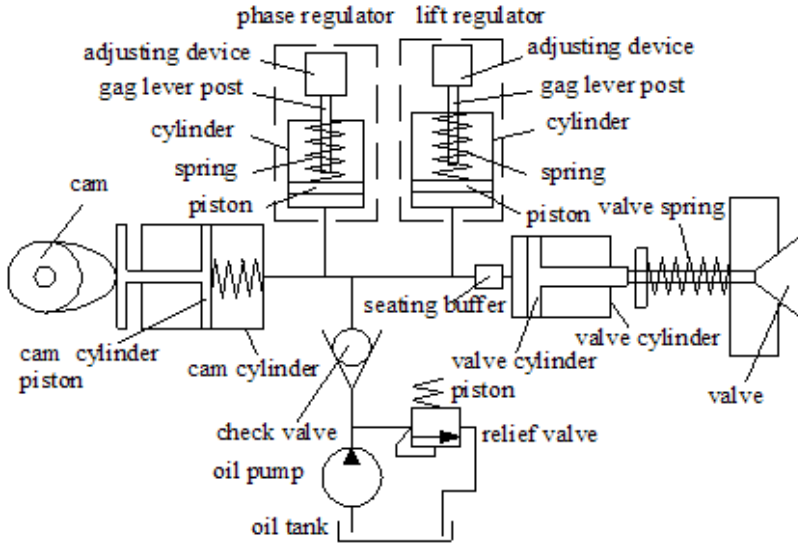 phase regulator
lift regulator
adjusting device
adjusting device
gag lever post
gag lever post
cylinder
cylinder
spring
spring
piston
piston
cam
valve spring
seating buffer
cam cylinder
piston
cam cylinder
valve cylinder
piston
valve cylinder
valve
check valve
relief valve
oil pump
oil tank